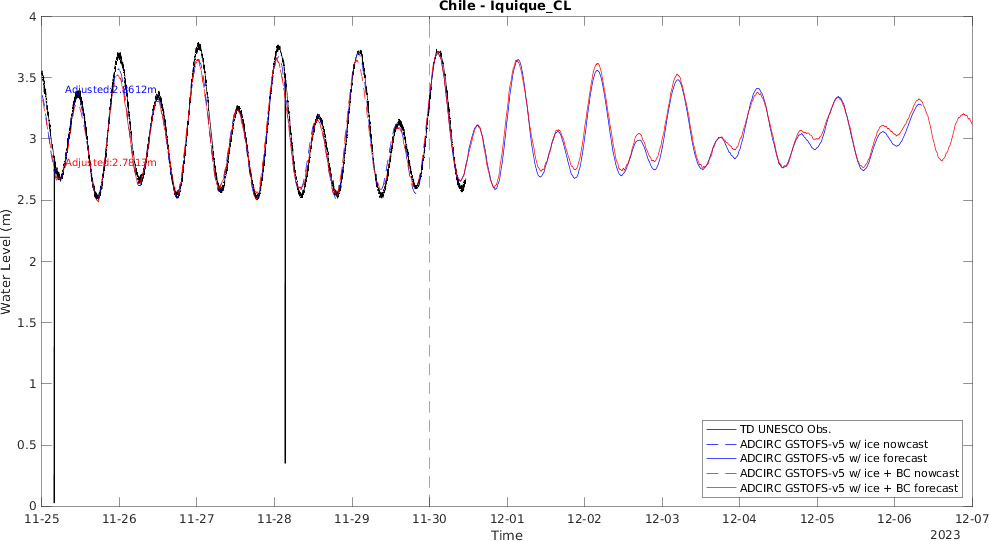 Chile - Iquique_CL
4
3.5
3
2.5
2
1.5
1
0.5
0
Water Level (m)
Adjusted:2.8612m
Adjusted:2.7813m
TD UNESCO Obs.
ADCIRC GSTOFS-v5 w/ ice nowcast
ADCIRC GSTOFS-v5 w/ ice forecast
ADCIRC GSTOFS-v5 w/ ice + BC nowcast
ADCIRC GSTOFS-v5 w/ ice + BC forecast
11-25 11-26 11-27 11-28 11-29 11-30 12-01 12-02 12-03 12-04 12-05 12-06 12-07
Time
2023